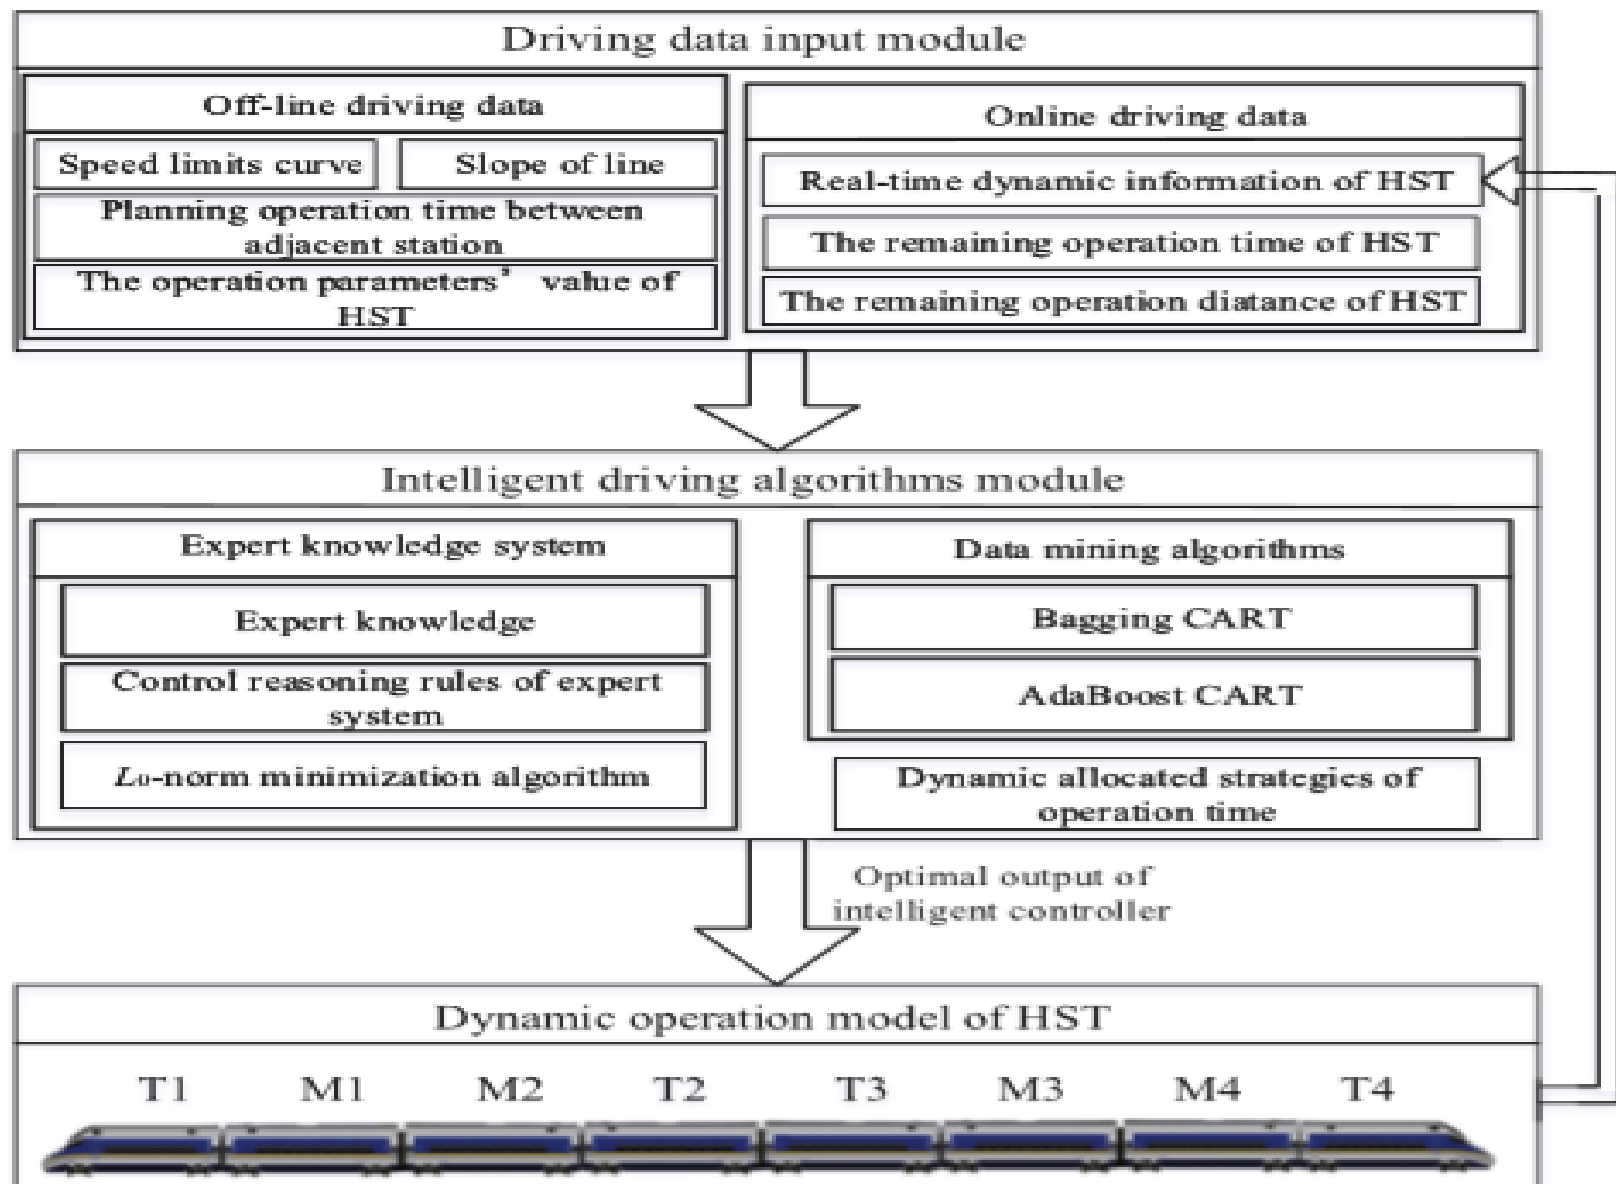 Driving data input module
Off-line driving data
Speed limits curve
Slope of line
Planning operation time between
adjacent station
The operation parameters’ value of
HST
Online driving data
Real-time dynamic information of HST
The remaining operation time of HST
The remaining operation diatance of HST
Intelligent driving algorithms module
Expert knowledge system
Expert knowledge
Control reasoning rules of expert
system
L₀-norm minimization algorithm
Data mining algorithms
Bagging CART
AdaBoost CART
Dynamic allocated strategies of
operation time
Optimal output of
intelligent controller
Dynamic operation model of HST
T1 M1 M2 T2 T3 M3 M4 T4